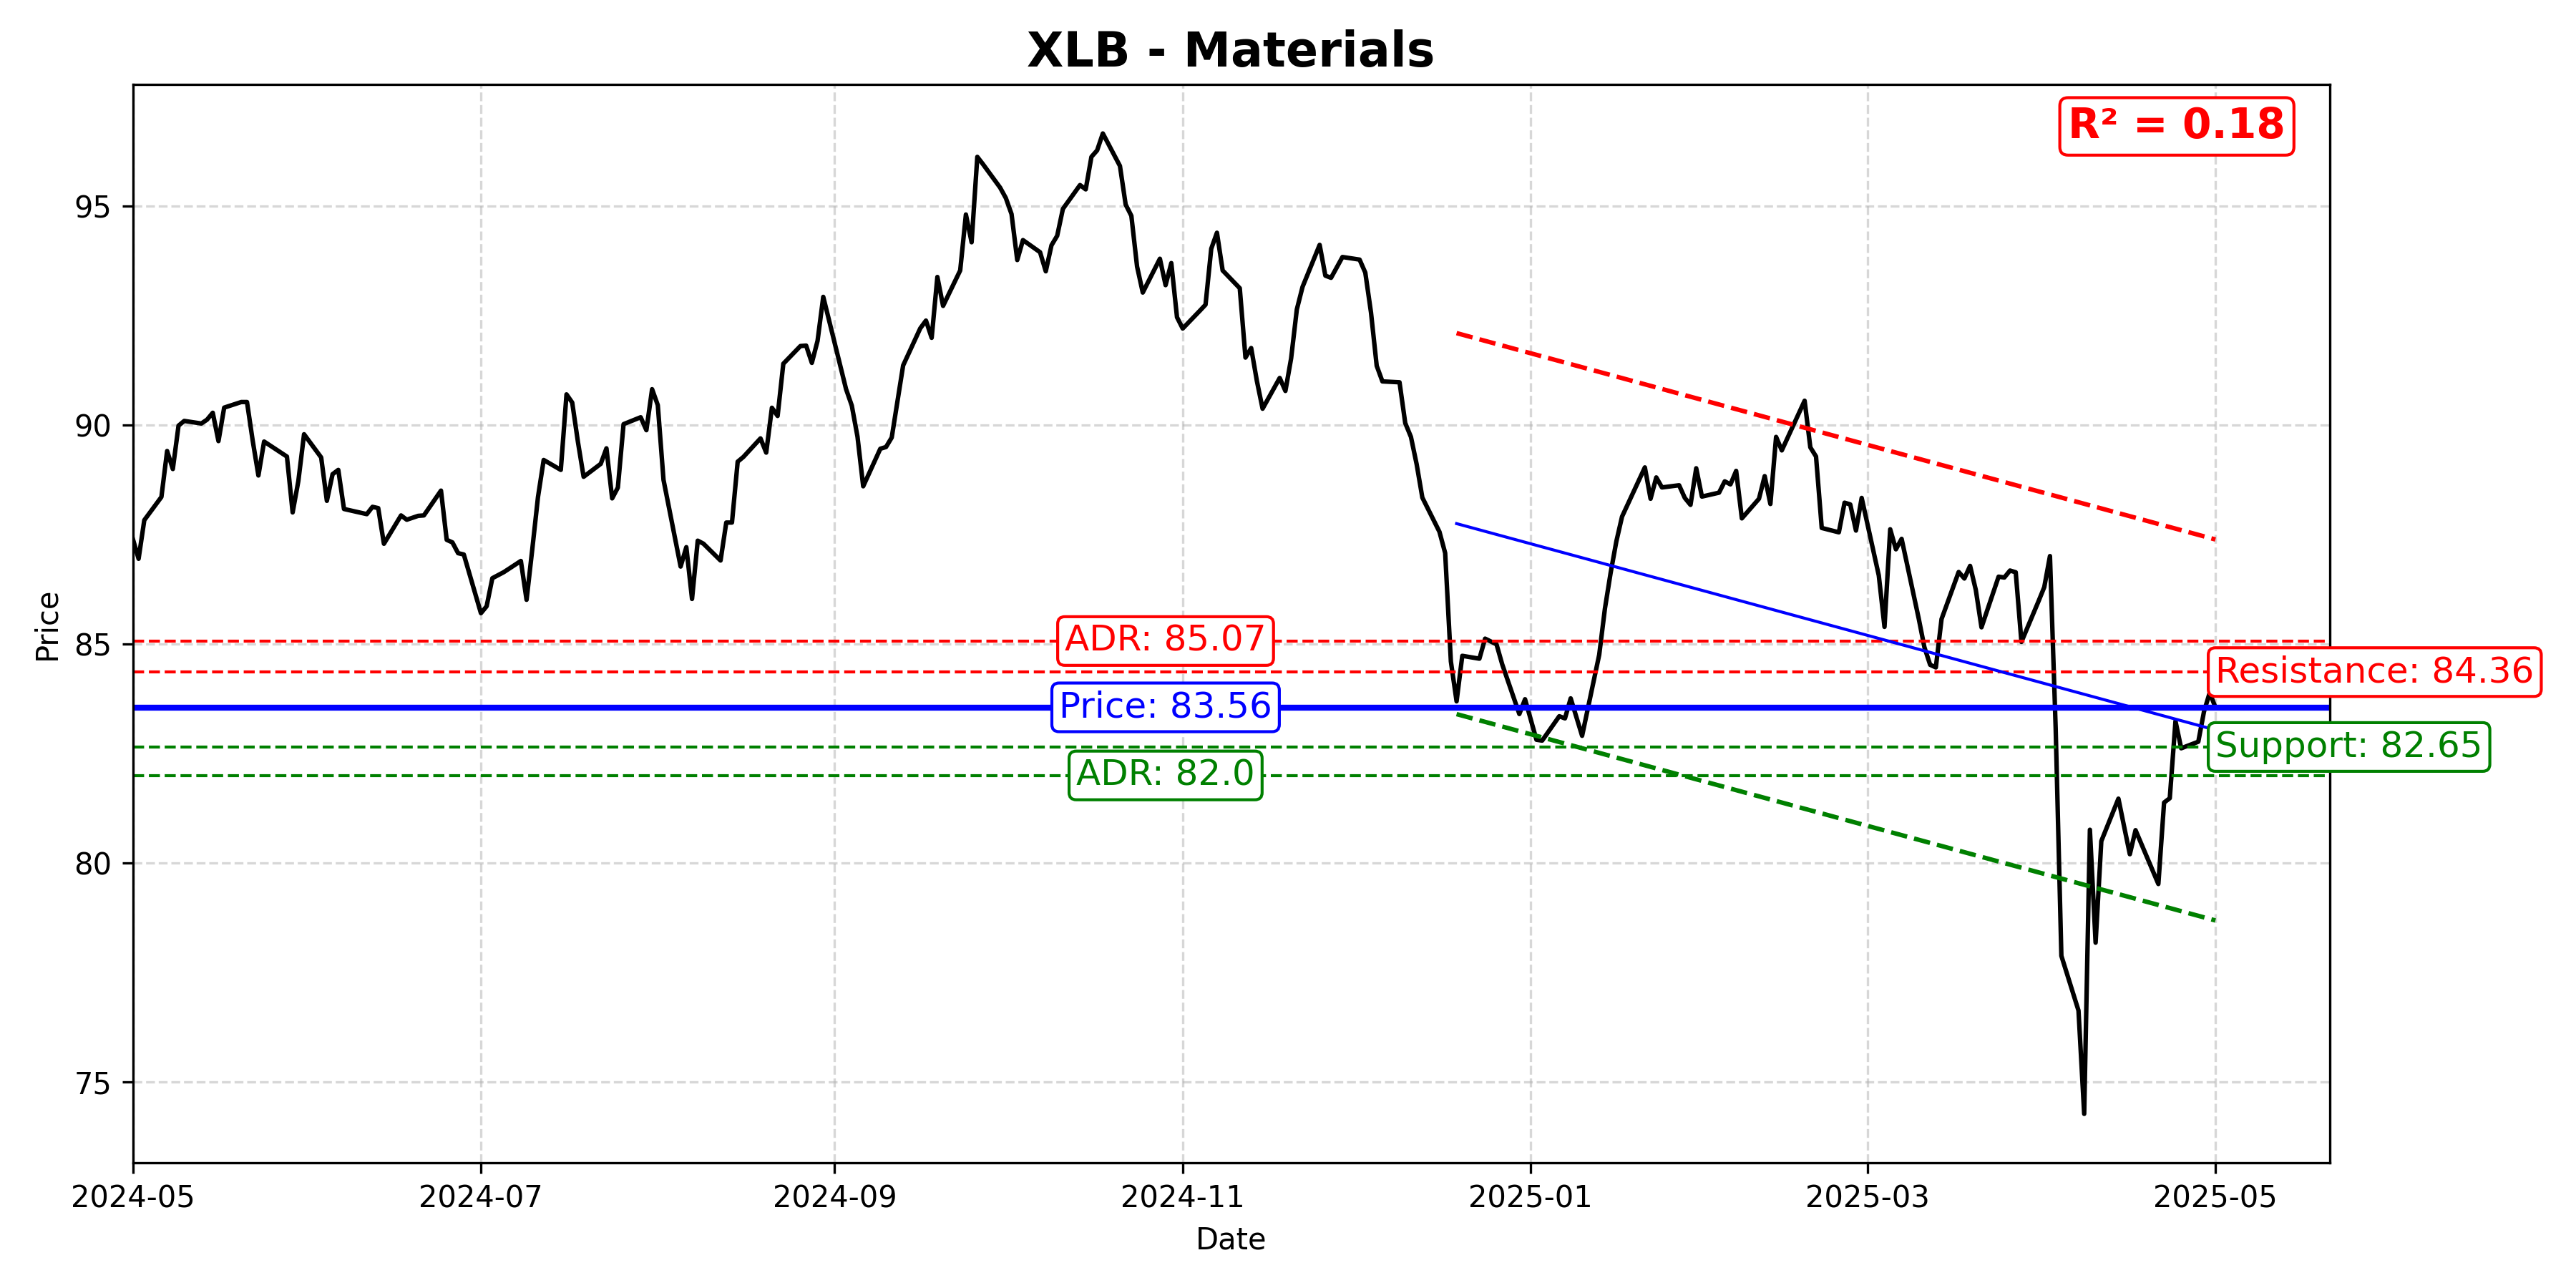 XLB - Materials
R² = 0.18
95
90
85
80
75
Price
ADR: 85.07
Resistance: 84.36
Price: 83.56
Support: 82.65
ADR: 82.0
2024-05
2024-07
2024-09
2024-11
2025-01
2025-03
2025-05
Date